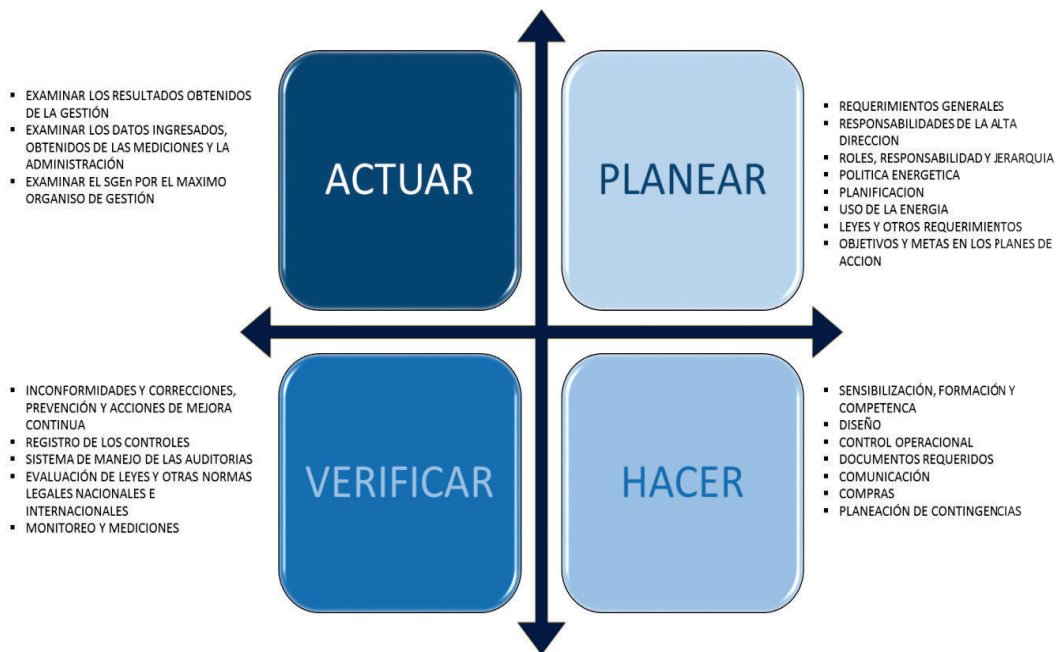 ▪ EXAMINAR LOS RESULTADOS OBTENIDOS
DE LA GESTIÓN
▪ EXAMINAR LOS DATOS INGRESADOS,
OBTENIDOS DE LAS MEDICIONES Y LA
ADMINISTRACIÓN
▪ EXAMINAR EL SGEn POR EL MAXIMO
ORGANISO DE GESTIÓN
ACTUAR
PLANEAR
▪ REQUERIMIENTOS GENERALES
▪ RESPONSABILIDADES DE LA ALTA
DIRECCION
▪ ROLES, RESPONSABILIDAD Y JERARQUIA
▪ POLITICA ENERGETICA
▪ PLANIFICACION
▪ USO DE LA ENERGIA
▪ LEYES Y OTROS REQUERIMIENTOS
▪ OBJETIVOS Y METAS EN LOS PLANES DE
ACCION
▪ INCONFORMIDADES Y CORRECCIONES,
PREVENCIÓN Y ACCIONES DE MEJORA
CONTINUA
▪ REGISTRO DE LOS CONTROLES
▪ SISTEMA DE MANEJO DE LAS AUDITORIAS
▪ EVALUACIÓN DE LEYES Y OTRAS NORMAS
LEGALES NACIONALES E
INTERNACIONALES
▪ MONITOREO Y MEDICIONES
VERIFICAR
HACER
▪ SENSIBILIZACIÓN, FORMACIÓN Y
COMPETENCA
▪ DISEÑO
▪ CONTROL OPERACIONAL
▪ DOCUMENTOS REQUERIDOS
▪ COMUNICACIÓN
▪ COMPRAS
▪ PLANEACIÓN DE CONTINGENCIAS